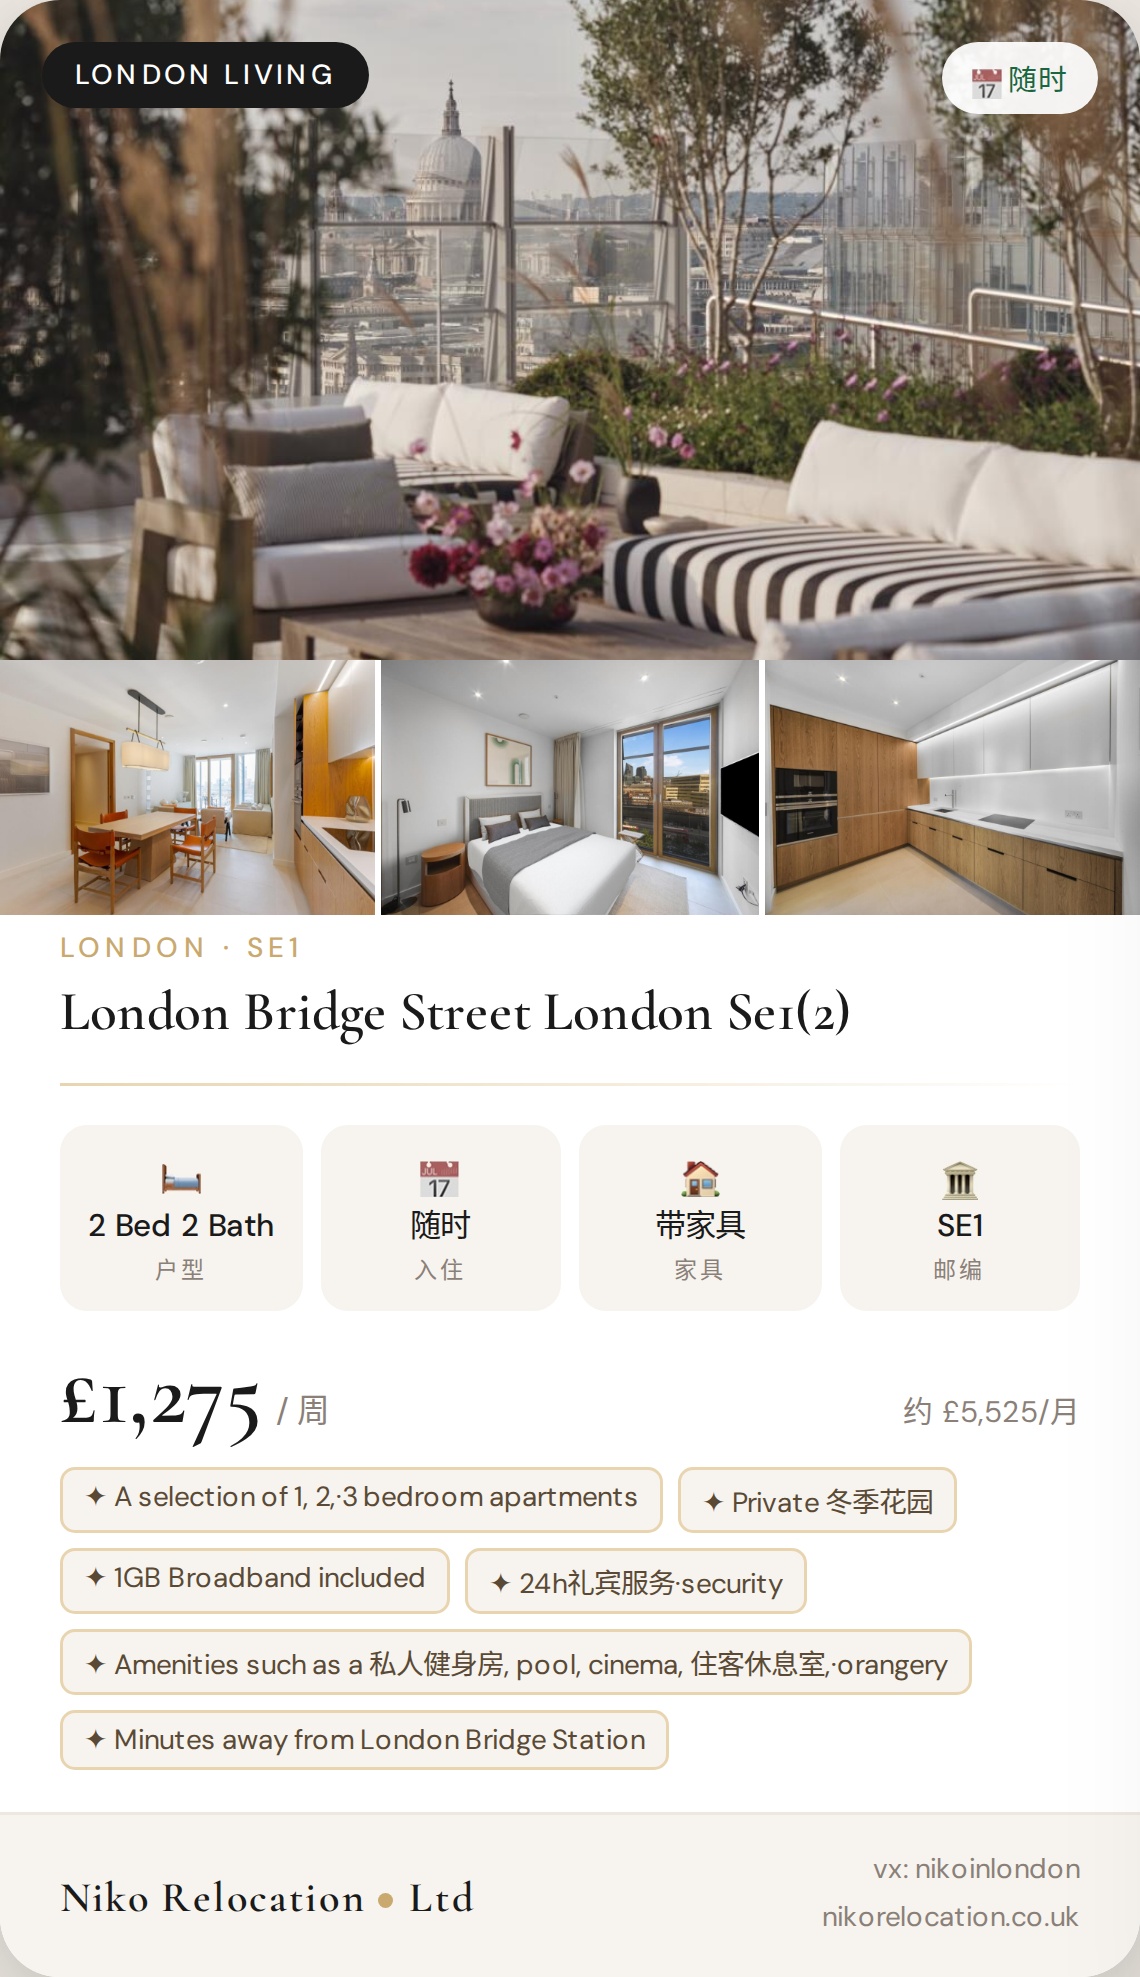 LONDON LIVING
📅 随时
LONDON · SE1
London Bridge Street London Se1(2)
2 Bed 2 Bath
户型
随时
入住
带家具
家具
SE1
邮编
£1,275 / 周
约 £5,525/月
✦ A selection of 1, 2,·3 bedroom apartments
✦ Private 冬季花园
✦ 1GB Broadband included
✦ 24h礼宾服务·security
✦ Amenities such as a 私人健身房, pool, cinema, 住客休息室,·orangery
✦ Minutes away from London Bridge Station
Niko Relocation • Ltd
vx: nikoinlondon
nikorelocation.co.uk